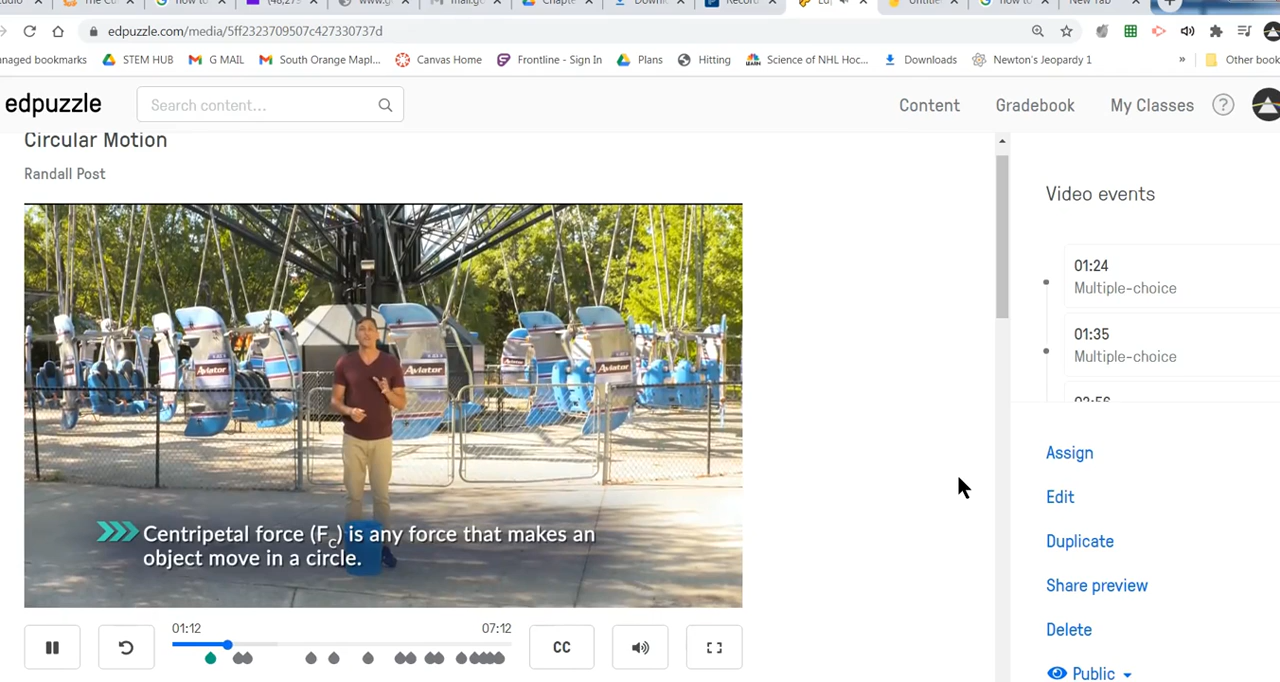 edpuzzle.com/media/5ff2323709507c427330737d
STEM HUB G MAIL South Orange Mapl... Canvas Home Frontline - Sign In Plans Hitting Science of NHL Hoc... Downloads Newton's Jeopardy 1 » Other book
edpuzzle Search content... Content Gradebook My Classes ?
Circular Motion
Randall Post
Video events
01:24
Multiple-choice
01:35
Multiple-choice
Aviator Aviator Aviator Aviator
Centripetal force (Fc) is any force that makes an
object move in a circle.
Assign
Edit
Duplicate
Share preview
Delete
Public
01:12 07:12
CC